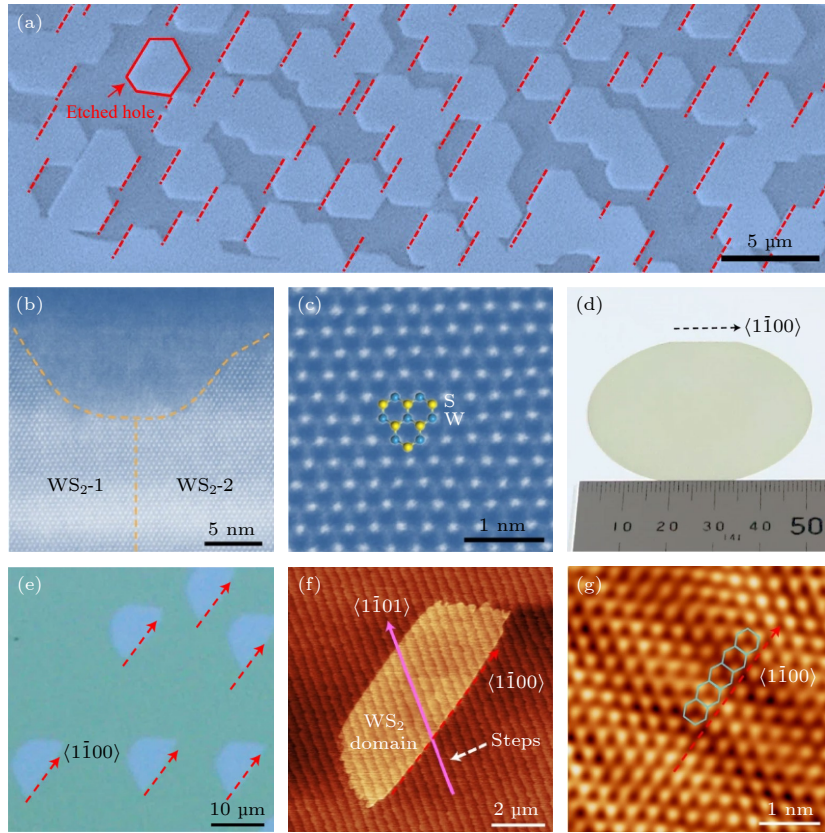 (a)
Etched hole
5 µm
(b)
WS₂-1
WS₂-2
5 nm
(c)
S
W
1 nm
(d)
⟨11̄00⟩
10 20 30 40 50
(e)
⟨11̄00⟩
10 µm
(f)
⟨11̄01⟩
⟨11̄00⟩
WS₂
domain
Steps
2 µm
(g)
⟨11̄00⟩
1 nm